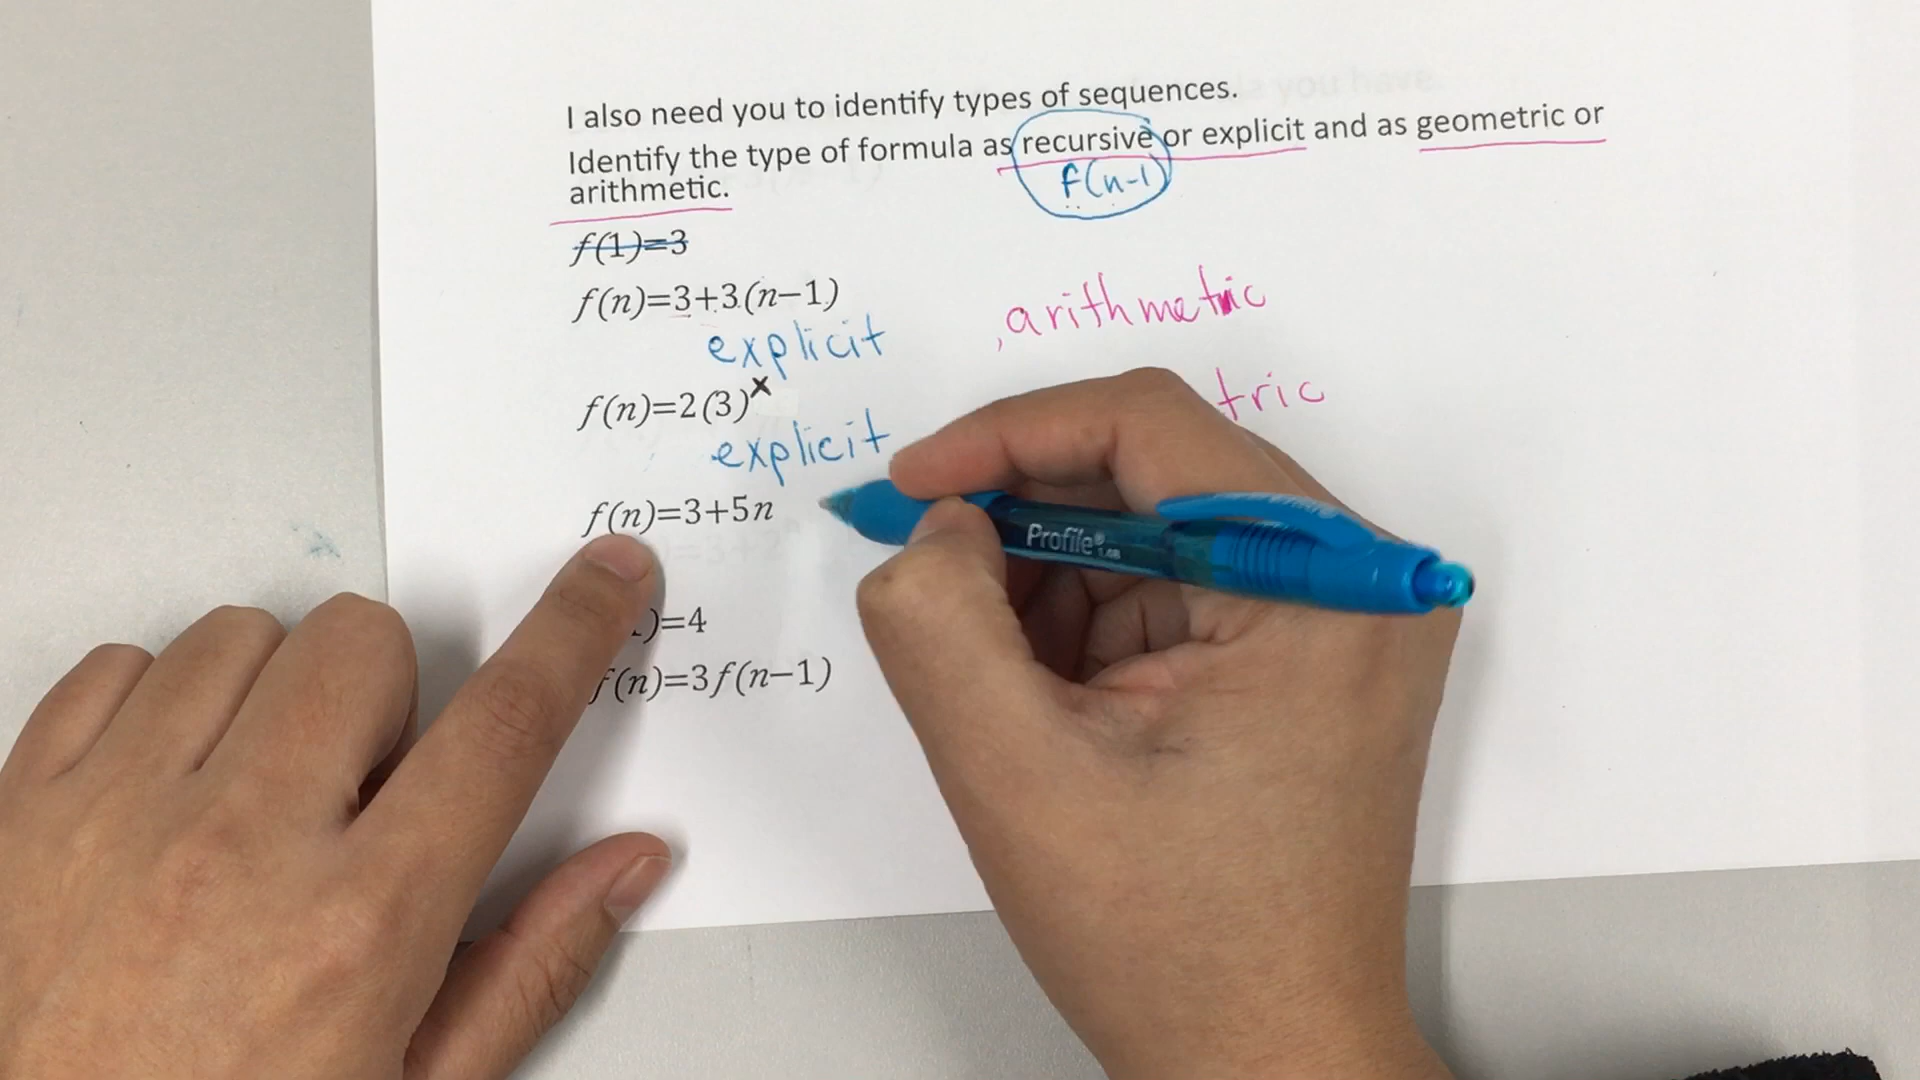 I also need you to identify types of sequences.
Identify the type of formula as recursive or explicit and as geometric or
arithmetic.
f(n-1)
f(1)=3
f(n)=3+3(n−1)
explicit
, arithmetic
f(n)=2(3)^x
explicit
tric
f(n)=3+5n
)=4
f(n)=3f(n−1)
Profile®